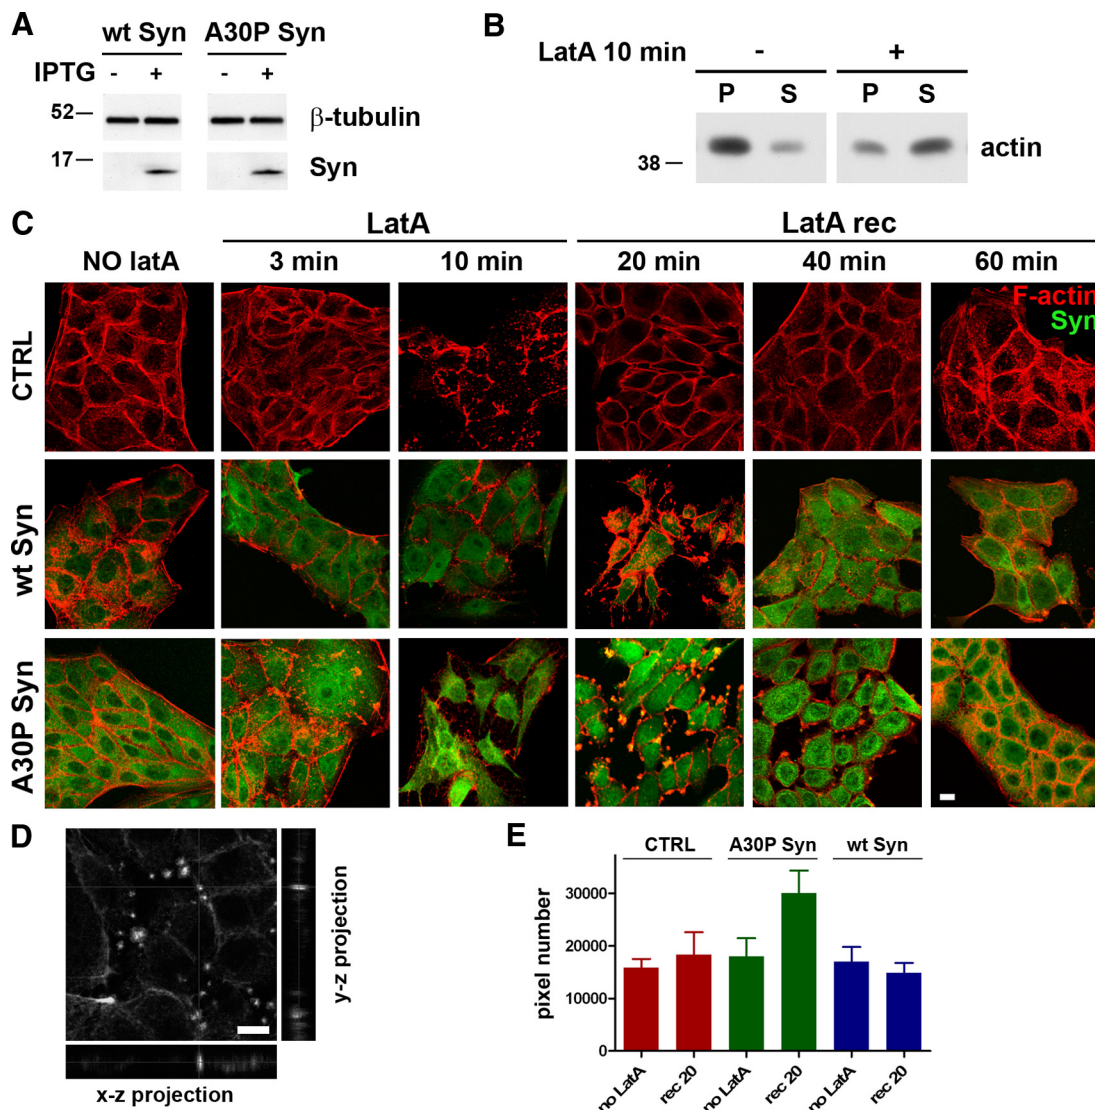 A
wt Syn A30P Syn
IPTG - + - +
52
β-tubulin
17
Syn
B
LatA 10 min - +
P S P S
38
actin
C
LatA LatA rec
NO latA 3 min 10 min 20 min 40 min 60 min
F-actin
Syn
CTRL
wt Syn
A30P Syn
D
y-z projection
x-z projection
E
CTRL A30P Syn wt Syn
pixel number
30000
20000
10000
0
no LatA rec 20 no LatA rec 20 no LatA rec 20